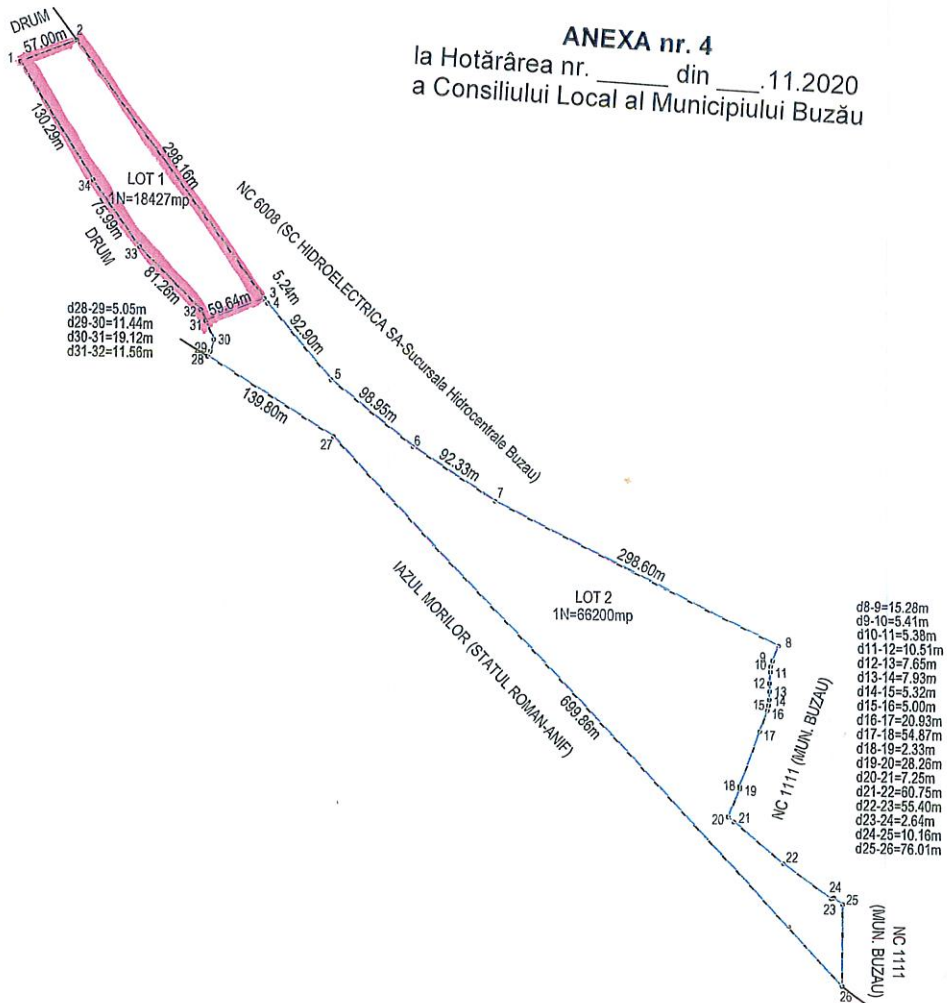 ANEXA nr. 4
la Hotărârea nr. ______ din ____.11.2020
a Consiliului Local al Municipiului Buzău
DRUM
57.00m
1
2
130.29m
298.16m
LOT 1
1N=18427mp
34
75.99m
DRUM
33
81.26m
59.64m
32
31
30
29
28
3
4
5.24m
NC 6008 (SC HIDROELECTRICA SA-Sucursala Hidrocentrale Buzau)
d28-29=5.05m
d29-30=11.44m
d30-31=19.12m
d31-32=11.56m
92.90m
5
98.95m
139.80m
27
6
92.33m
7
298.60m
IAZUL MORILOR (STATUL ROMAN-ANIF)
LOT 2
1N=66200mp
699.86m
8
9
10
11
12
13
14
15
16
17
18
19
20
21
22
24
23
25
26
NC 1111 (MUN. BUZAU)
d8-9=15.28m
d9-10=5.41m
d10-11=5.38m
d11-12=10.51m
d12-13=7.65m
d13-14=7.93m
d14-15=5.32m
d15-16=5.00m
d16-17=20.93m
d17-18=54.87m
d18-19=2.33m
d19-20=28.26m
d20-21=7.25m
d21-22=60.75m
d22-23=55.40m
d23-24=2.64m
d24-25=10.16m
d25-26=76.01m
NC 1111
(MUN. BUZAU)